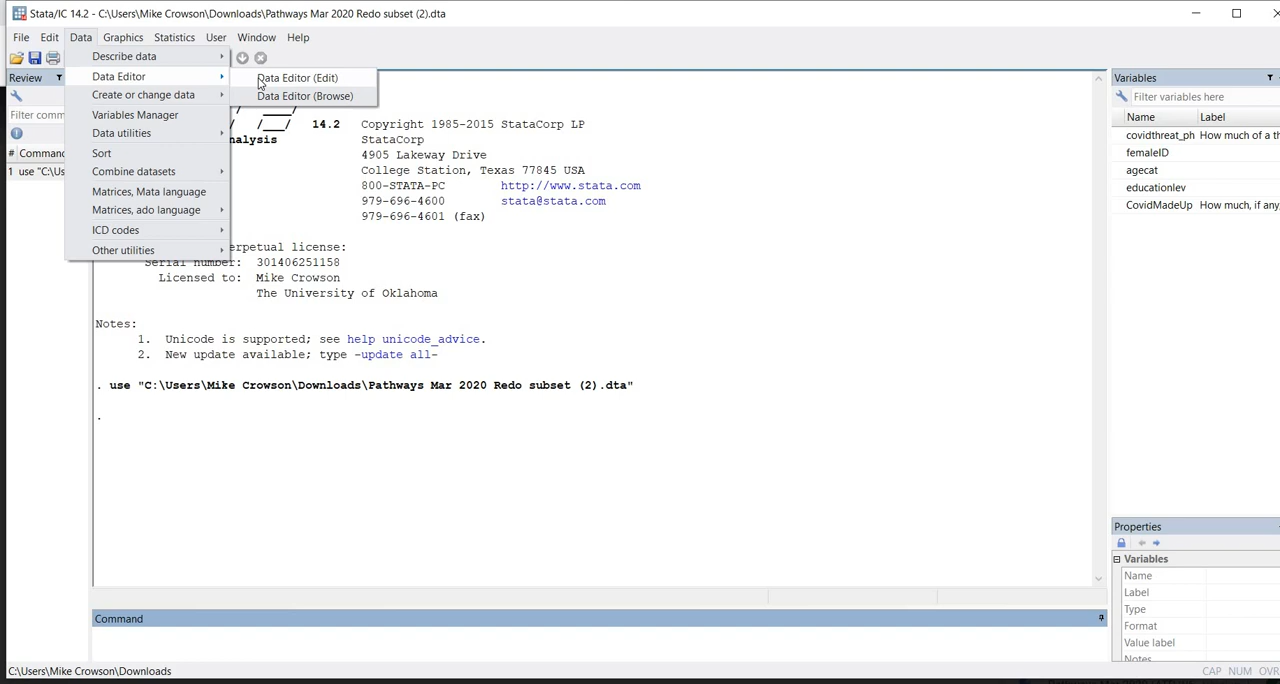 Stata/IC 14.2 - C:\Users\Mike Crowson\Downloads\Pathways Mar 2020 Redo subset (2).dta
File Edit Data Graphics Statistics User Window Help
Describe data
Data Editor
Create or change data
Variables Manager
Data utilities
Sort
Combine datasets
Matrices, Mata language
Matrices, ado language
ICD codes
Other utilities
Data Editor (Edit)
Data Editor (Browse)
Review
Filter comm
# Comman
1 use "C:\Us
14.2 Copyright 1985-2015 StataCorp LP
nalysis StataCorp
4905 Lakeway Drive
College Station, Texas 77845 USA
800-STATA-PC http://www.stata.com
979-696-4600 stata@stata.com
979-696-4601 (fax)
erpetual license:
Serial number: 301406251158
Licensed to: Mike Crowson
The University of Oklahoma
Notes:
1. Unicode is supported; see help unicode_advice.
2. New update available; type -update all-
. use "C:\Users\Mike Crowson\Downloads\Pathways Mar 2020 Redo subset (2).dta"
.
Command
Variables
Filter variables here
Name Label
covidthreat_ph How much of a th
femaleID
agecat
educationlev
CovidMadeUp How much, if any,
Properties
Variables
Name
Label
Type
Format
Value label
Notes
C:\Users\Mike Crowson\Downloads
CAP NUM OVR